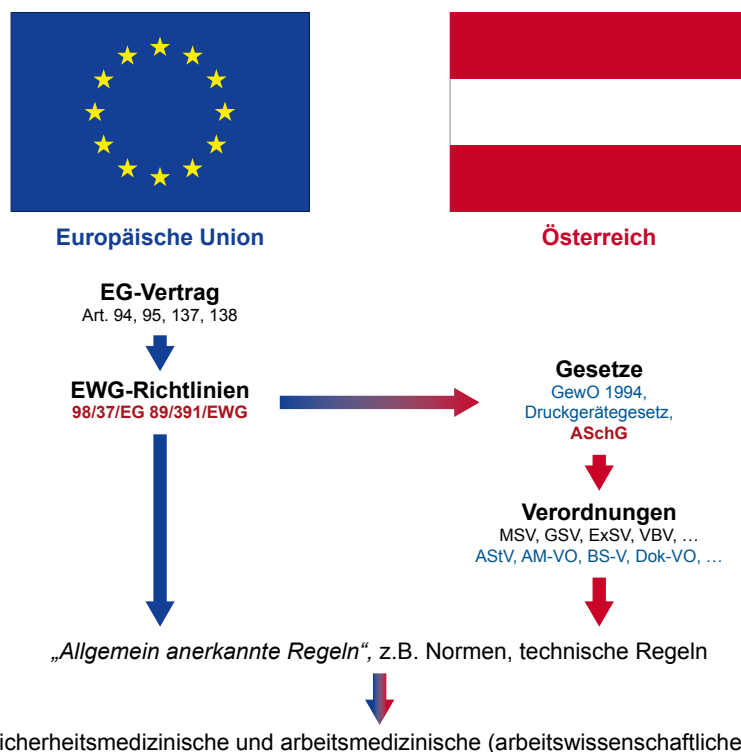 Europäische Union
Österreich
EG-Vertrag
Art. 94, 95, 137, 138
EWG-Richtlinien
98/37/EG 89/391/EWG
Gesetze
GewO 1994,
Druckgerätegesetz,
ASchG
Verordnungen
MSV, GSV, ExSV, VBV, …
AStV, AM-VO, BS-V, Dok-VO, …
„Allgemein anerkannte Regeln“, z.B. Normen, technische Regeln
icherheitsmedizinische und arbeitsmedizinische (arbeitswissenschaftliche